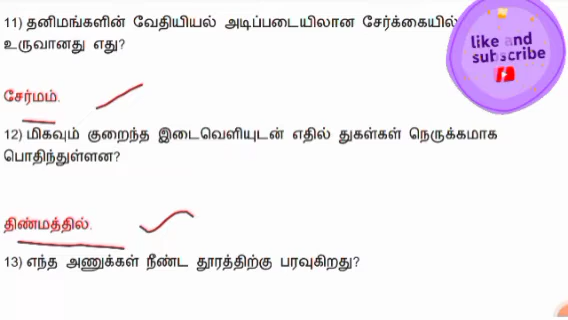 11) தனிமங்களின் வேதியியல் அடிப்படையிலான சேர்க்கையில்
உருவானது எது?
like and
subscribe
சேர்மம்.
12) மிகவும் குறைந்த இடைவெளியுடன் எதில் துகள்கள் நெருக்கமாக
பொதிந்துள்ளன?
திண்மத்தில்.
13) எந்த அணுக்கள் நீண்ட தூரத்திற்கு பரவுகிறது?